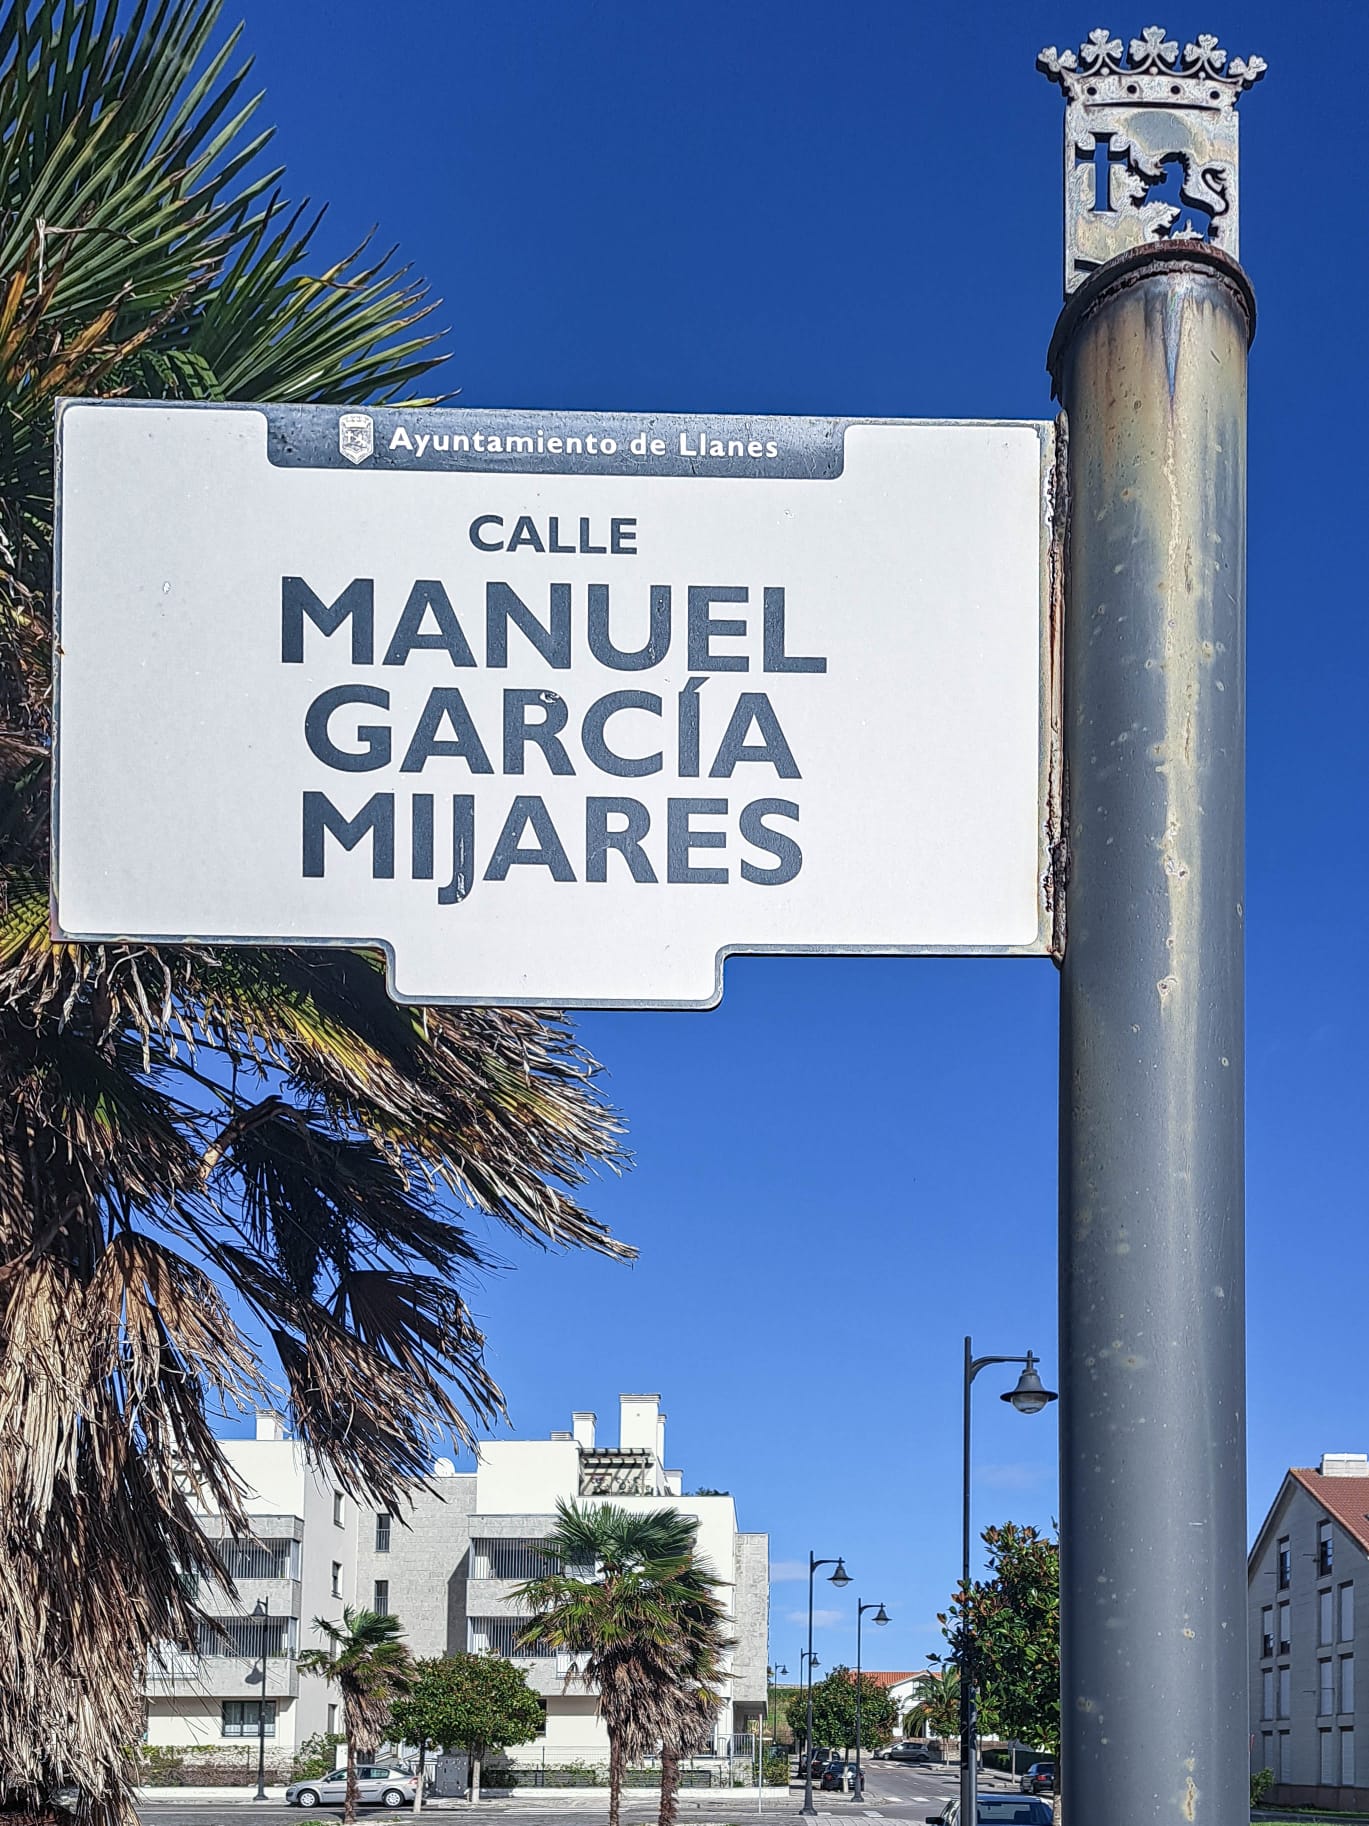 Ayuntamiento de Llanes
CALLE
MANUEL
GARCÍA
MIJARES